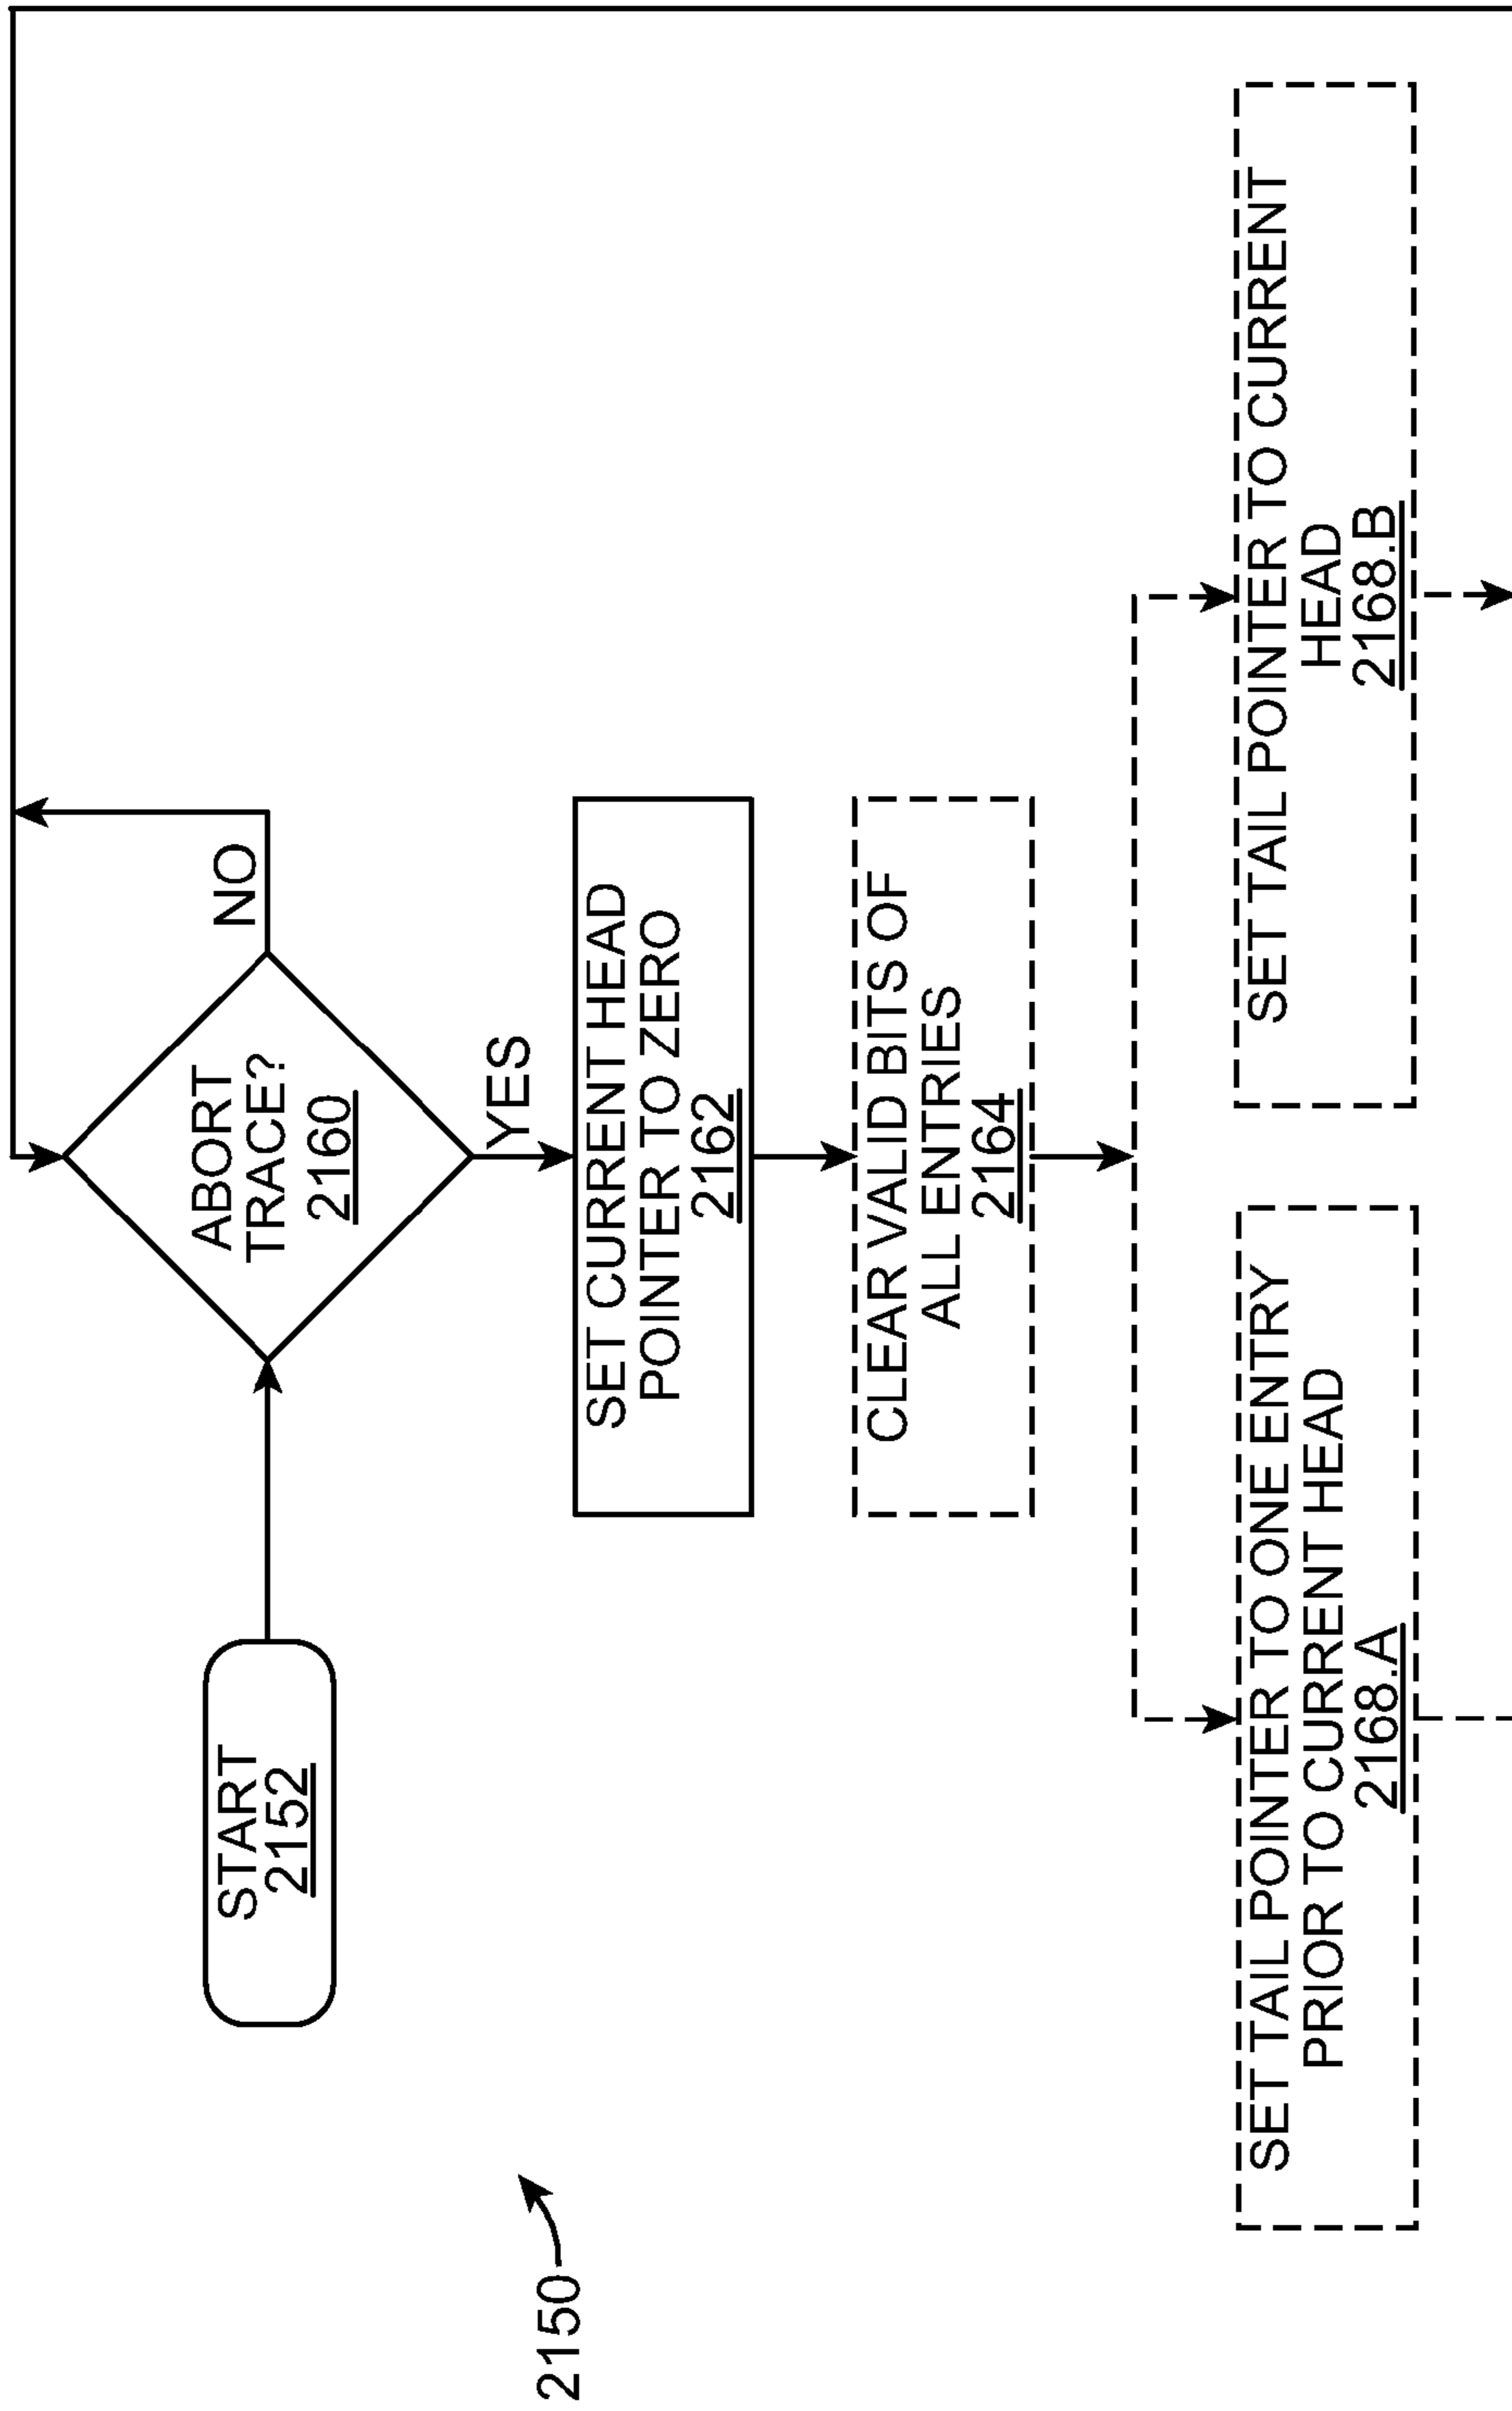 2150
START
2152
ABORT
TRACE?
2160
NO
YES
SET CURRENT HEAD
POINTER TO ZERO
2162
CLEAR VALID BITS OF
ALL ENTRIES
2164
SET TAIL POINTER TO ONE ENTRY
PRIOR TO CURRENT HEAD
2168.A
SET TAIL POINTER TO CURRENT
HEAD
2168.B